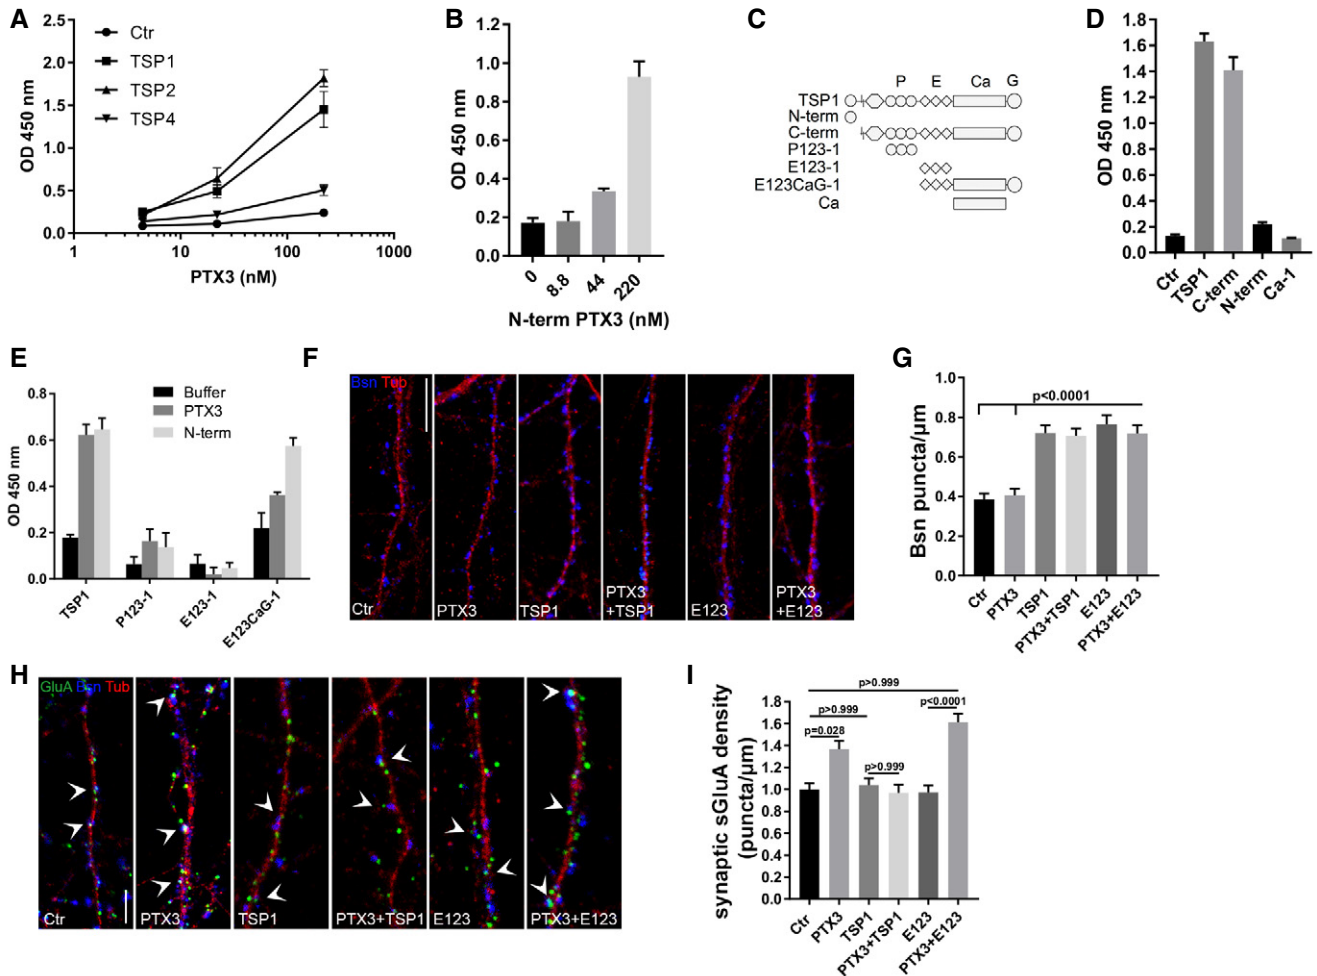 A
OD 450 nm
2.5
2.0
1.5
1.0
0.5
0.0
1
10
100
1000
PTX3 (nM)
Ctr
TSP1
TSP2
TSP4
B
OD 450 nm
1.2
1.0
0.8
0.6
0.4
0.2
0.0
0
8.8
44
220
N-term PTX3 (nM)
C
P E Ca G
TSP1
N-term
C-term
P123-1
E123-1
E123CaG-1
Ca
D
OD 450 nm
1.8
1.6
1.4
1.2
1.0
0.8
0.6
0.4
0.2
0.0
Ctr
TSP1
C-term
N-term
Ca-1
E
OD 450 nm
0.8
0.6
0.4
0.2
0.0
Buffer
PTX3
N-term
TSP1
P123-1
E123-1
E123CaG-1
F
Bsn Tub
Ctr
PTX3
TSP1
PTX3
+TSP1
E123
PTX3
+E123
G
Bsn puncta/μm
1.0
0.8
0.6
0.4
0.2
0.0
p<0.0001
Ctr
PTX3
TSP1
PTX3+TSP1
E123
PTX3+E123
H
GluA Bsn Tub
Ctr
PTX3
TSP1
PTX3+TSP1
E123
PTX3+E123
I
synaptic sGluA density
(puncta/μm)
1.8
1.6
1.4
1.2
1.0
0.8
0.6
0.4
0.2
0.0
p>0.999
p>0.999
p<0.0001
p=0.028
p>0.999
Ctr
PTX3
TSP1
PTX3+TSP1
E123
PTX3+E123